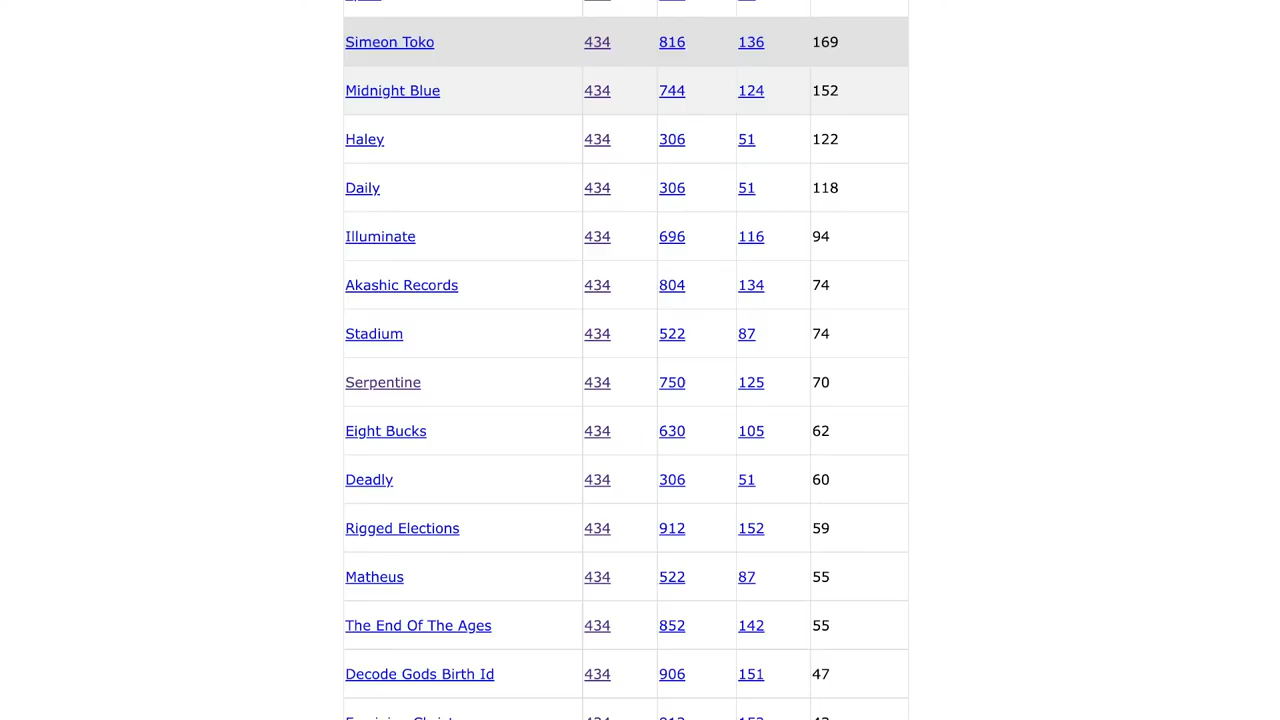 Simeon Toko 434 816 136 169
Midnight Blue 434 744 124 152
Haley 434 306 51 122
Daily 434 306 51 118
Illuminate 434 696 116 94
Akashic Records 434 804 134 74
Stadium 434 522 87 74
Serpentine 434 750 125 70
Eight Bucks 434 630 105 62
Deadly 434 306 51 60
Rigged Elections 434 912 152 59
Matheus 434 522 87 55
The End Of The Ages 434 852 142 55
Decode Gods Birth Id 434 906 151 47